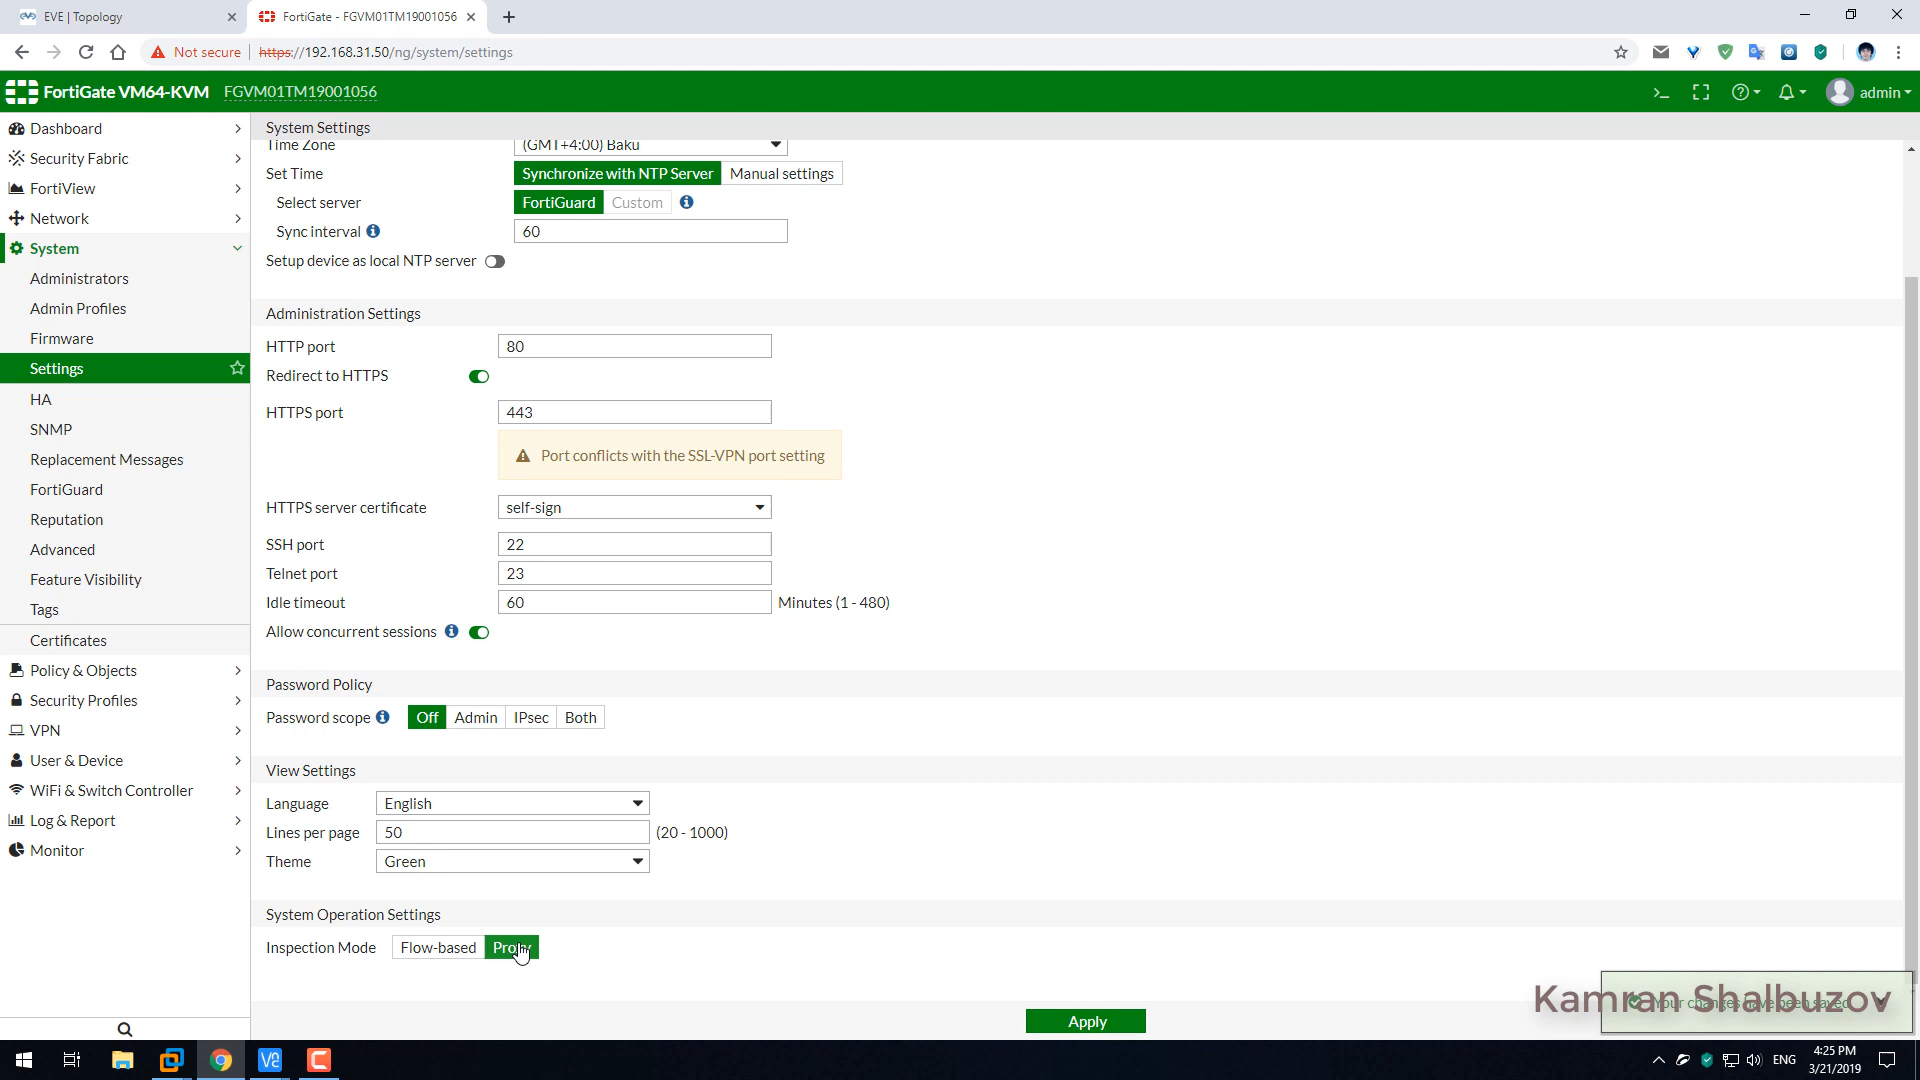 EVE | Topology
FortiGate - FGVM01TM19001056
Not secure
https://192.168.31.50/ng/system/settings
FortiGate VM64-KVM
FGVM01TM19001056
admin
Dashboard
Security Fabric
FortiView
Network
System
Administrators
Admin Profiles
Firmware
Settings
HA
SNMP
Replacement Messages
FortiGuard
Reputation
Advanced
Feature Visibility
Tags
Certificates
Policy & Objects
Security Profiles
VPN
User & Device
WiFi & Switch Controller
Log & Report
Monitor
System Settings
Time Zone (GMT+4:00) Baku
Set Time Synchronize with NTP Server Manual settings
Select server FortiGuard Custom
Sync interval 60
Setup device as local NTP server
Administration Settings
HTTP port 80
Redirect to HTTPS
HTTPS port 443
Port conflicts with the SSL-VPN port setting
HTTPS server certificate self-sign
SSH port 22
Telnet port 23
Idle timeout 60 Minutes (1 - 480)
Allow concurrent sessions
Password Policy
Password scope Off Admin IPsec Both
View Settings
Language English
Lines per page 50 (20 - 1000)
Theme Green
System Operation Settings
Inspection Mode Flow-based Proxy
Your changes have been saved
Kamran Shalbuzov
Apply
ENG
4:25 PM
3/21/2019